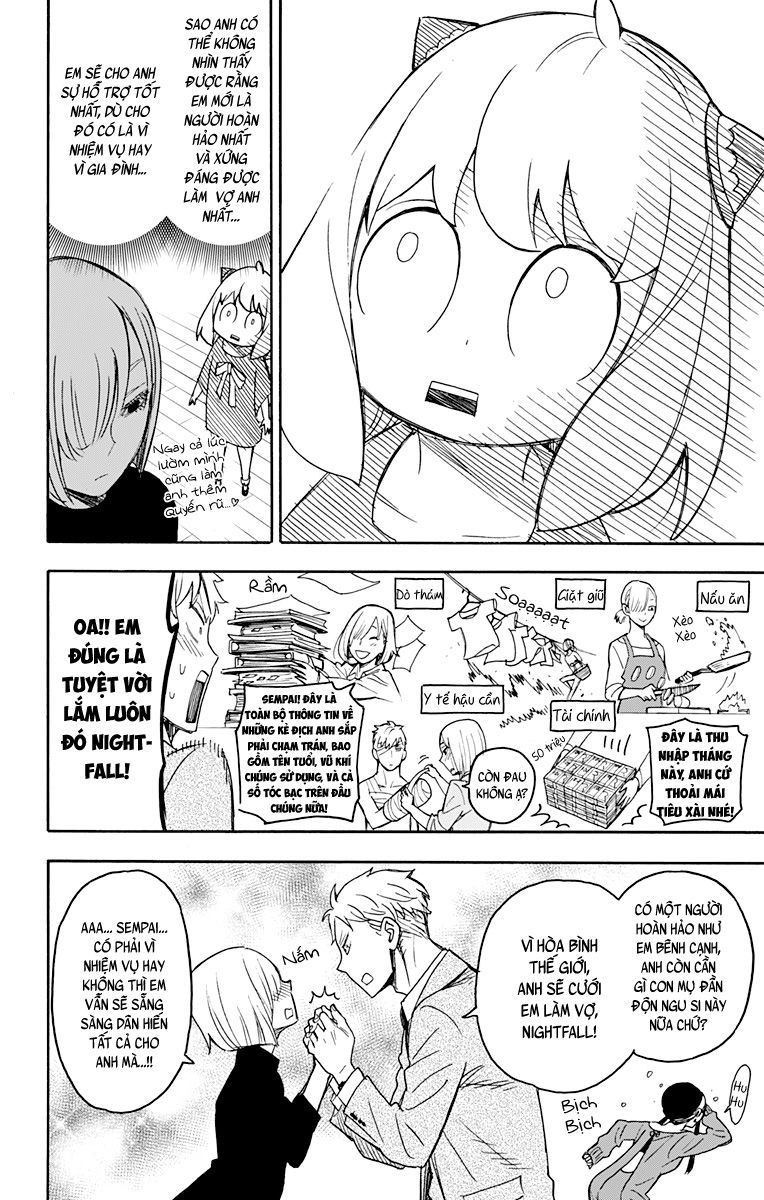 SAO ANH CÓ
THỂ KHÔNG
NHÌN THẤY
ĐƯỢC RẰNG
EM MỚI LÀ
NGƯỜI HOÀN
HẢO NHẤT
VÀ XỨNG
ĐÁNG ĐƯỢC
LÀM VỢ ANH
NHẤT...
EM SẼ CHO ANH
SỰ HỖ TRỢ TỐT
NHẤT, DÙ CHO
ĐÓ CÓ LÀ VÌ
NHIỆM VỤ HAY
VÌ GIA ĐÌNH...
Ngay cả lúc
lườm mình
cũng làm
anh thêm
quyến rũ...♡
Nấu ăn
Xèo
Xèo
Giặt giũ
Soạaaaạt
Dò thám
Rầm
ĐÂY LÀ THU
NHẬP THÁNG
NÀY, ANH CỨ
THOẢI MÁI
TIÊU XÀI NHÉ!
Tài chính
50 triệu
Y tế hậu cần
CÒN ĐAU
KHÔNG Ạ?
SEMPAI! ĐÂY LÀ
TOÀN BỘ THÔNG TIN VỀ
NHỮNG KẺ ĐỊCH ANH SẮP
PHẢI CHẠM TRÁN, BAO
GỒM TÊN TUỔI, VŨ KHÍ
CHÚNG SỬ DỤNG, VÀ CẢ
SỐ TÓC BẠC TRÊN ĐẦU
CHÚNG NỮA!
OA!! EM
ĐÚNG LÀ
TUYỆT VỜI
LẮM LUÔN
ĐÓ NIGHT-
FALL!
CÓ MỘT NGƯỜI
HOÀN HẢO NHƯ
EM BÊNH CẠNH,
ANH CÒN CẦN
GÌ CON MỤ ĐẦN
ĐỘN NGU SI NÀY
NỮA CHỨ?
VÌ HÒA BÌNH
THẾ GIỚI,
ANH SẼ CƯỚI
EM LÀM VỢ,
NIGHTFALL!
Hu
Hu
Bịch
Bịch
Nắm
AAA... SEMPAI...
CÓ PHẢI VÌ
NHIỆM VỤ HAY
KHÔNG THÌ EM
VẪN SẼ SẴNG
SÀNG DÂN HIẾN
TẤT CẢ CHO
ANH MÀ...!!